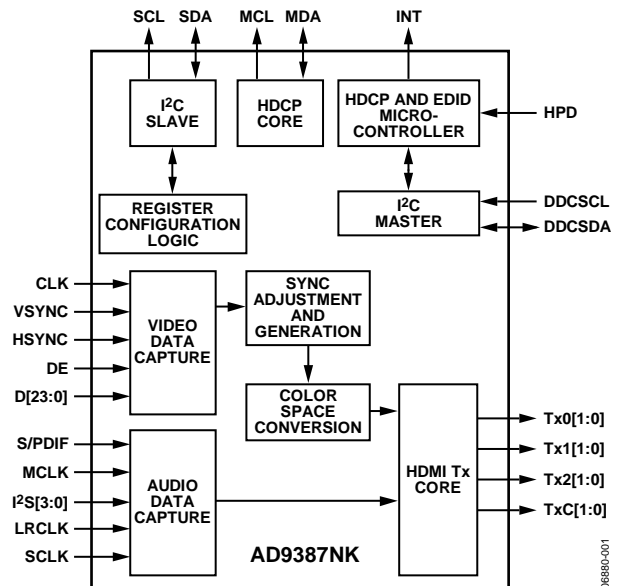 SCL SDA MCL MDA INT
I²C
SLAVE
HDCP
CORE
HDCP AND EDID
MICRO-
CONTROLLER
HPD
REGISTER
CONFIGURATION
LOGIC
I²C
MASTER
DDCSCL
DDCSDA
CLK
VSYNC
HSYNC
DE
D[23:0]
VIDEO
DATA
CAPTURE
SYNC
ADJUSTMENT
AND
GENERATION
COLOR
SPACE
CONVERSION
S/PDIF
MCLK
I²S[3:0]
LRCLK
SCLK
AUDIO
DATA
CAPTURE
HDMI Tx
CORE
Tx0[1:0]
Tx1[1:0]
Tx2[1:0]
TxC[1:0]
AD9387NK
06880-001